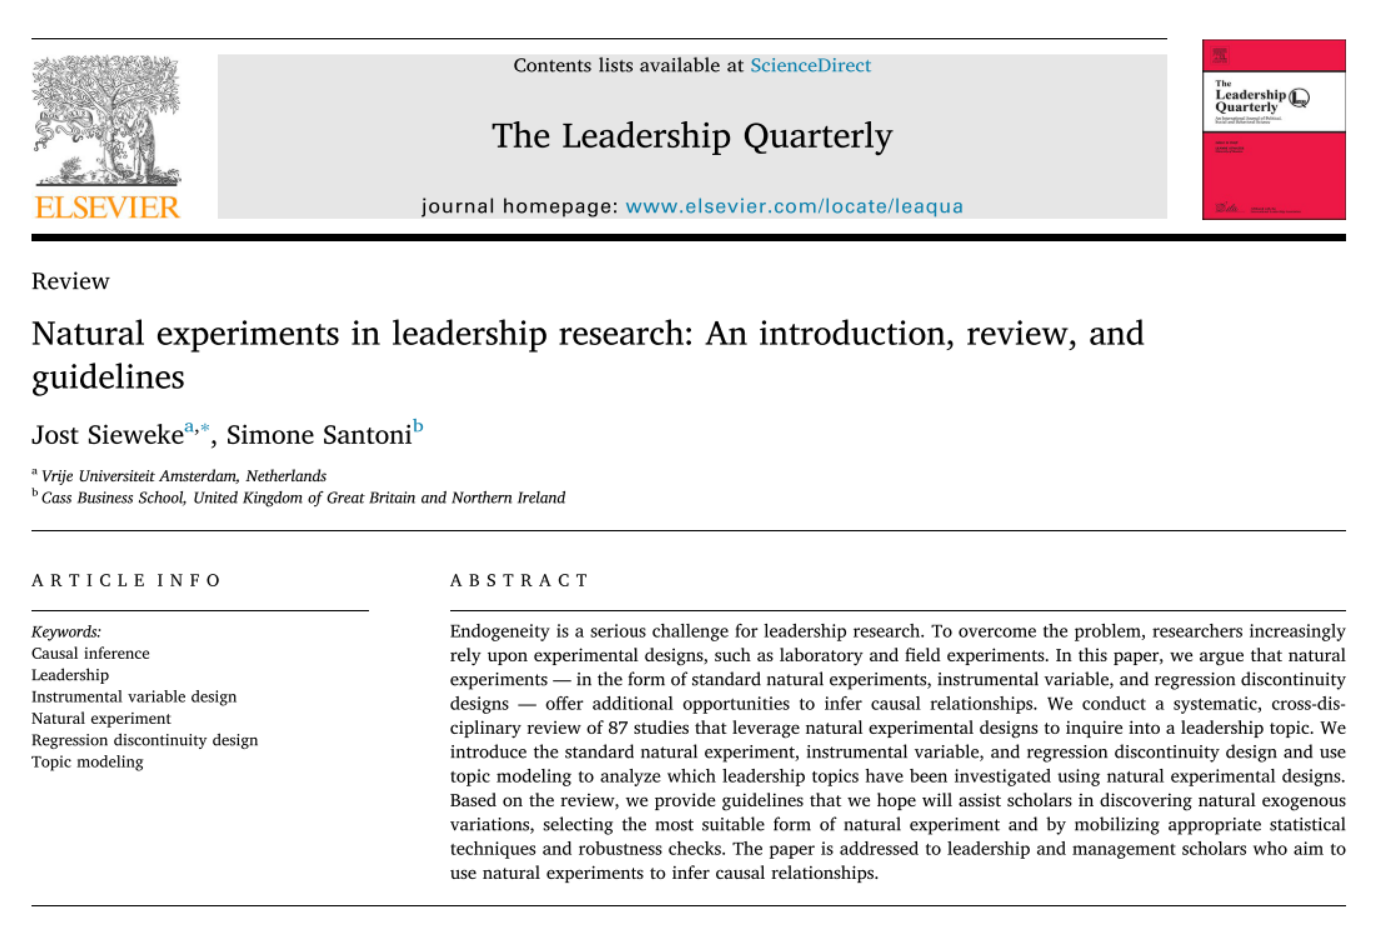 Contents lists available at ScienceDirect
The Leadership Quarterly
journal homepage: www.elsevier.com/locate/leaqua
ELSEVIER
The
Leadership
Quarterly
Review
Natural experiments in leadership research: An introduction, review, and
guidelines
Jost Sieweke a,*, Simone Santoni b
a Vrije Universiteit Amsterdam, Netherlands
b Cass Business School, United Kingdom of Great Britain and Northern Ireland
ARTICLE INFO
Keywords:
Causal inference
Leadership
Instrumental variable design
Natural experiment
Regression discontinuity design
Topic modeling
ABSTRACT
Endogeneity is a serious challenge for leadership research. To overcome the problem, researchers increasingly
rely upon experimental designs, such as laboratory and field experiments. In this paper, we argue that natural
experiments — in the form of standard natural experiments, instrumental variable, and regression discontinuity
designs — offer additional opportunities to infer causal relationships. We conduct a systematic, cross-dis-
ciplinary review of 87 studies that leverage natural experimental designs to inquire into a leadership topic. We
introduce the standard natural experiment, instrumental variable, and regression discontinuity design and use
topic modeling to analyze which leadership topics have been investigated using natural experimental designs.
Based on the review, we provide guidelines that we hope will assist scholars in discovering natural exogenous
variations, selecting the most suitable form of natural experiment and by mobilizing appropriate statistical
techniques and robustness checks. The paper is addressed to leadership and management scholars who aim to
use natural experiments to infer causal relationships.